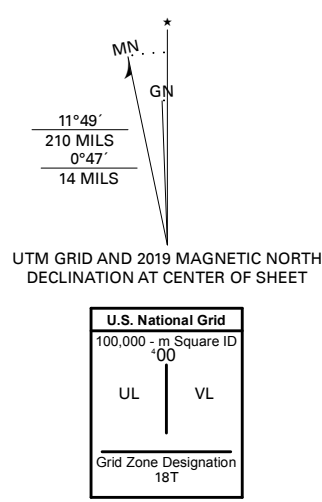 ★
MN
GN
11°49´
210 MILS
0°47´
14 MILS
UTM GRID AND 2019 MAGNETIC NORTH
DECLINATION AT CENTER OF SHEET
U.S. National Grid
100,000 - m Square ID
⁴00
UL VL
Grid Zone Designation
18T